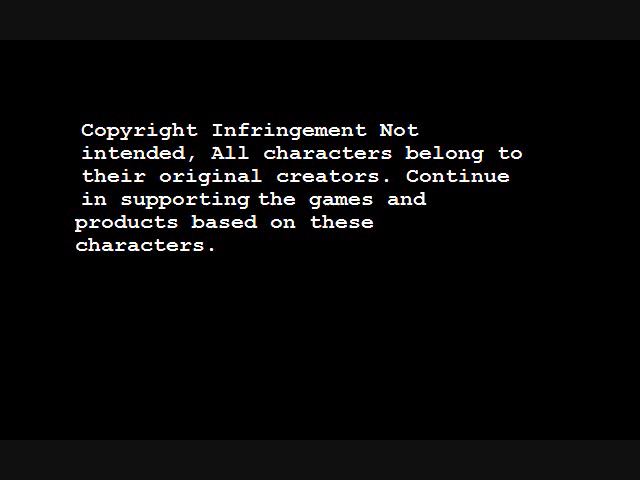 Copyright Infringement Not
intended, All characters belong to
their original creators. Continue
in supporting the games and
products based on these
characters.